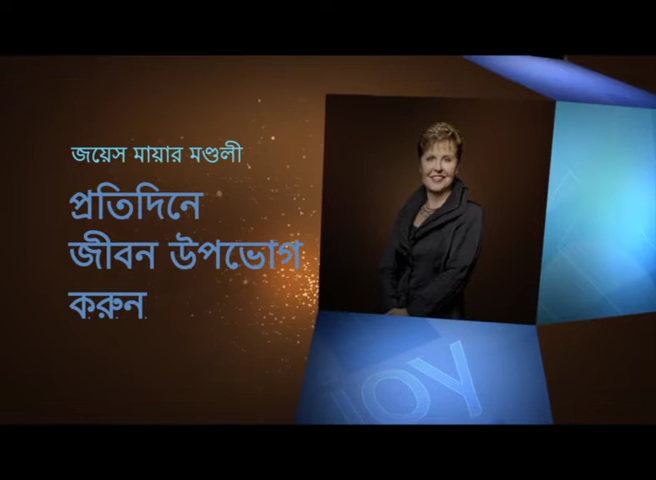 জয়েস মায়ার মণ্ডলী
প্রতিদিনে
জীবন উপভোগ
করুন
JOY